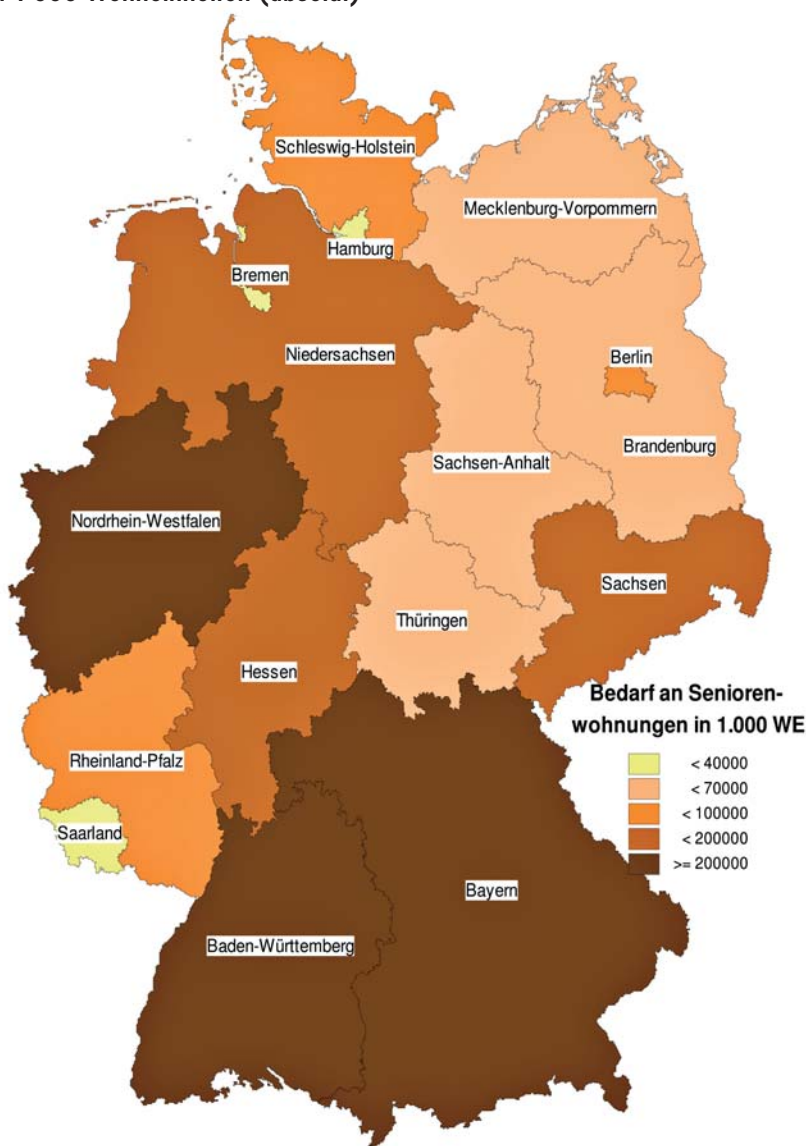 Schleswig-Holstein
Mecklenburg-Vorpommern
Hamburg
Bremen
Niedersachsen
Berlin
Brandenburg
Sachsen-Anhalt
Nordrhein-Westfalen
Sachsen
Thüringen
Hessen
Rheinland-Pfalz
Saarland
Bayern
Baden-Württemberg
Bedarf an Senioren-
wohnungen in 1.000 WE
< 40000
< 70000
< 100000
< 200000
>= 200000